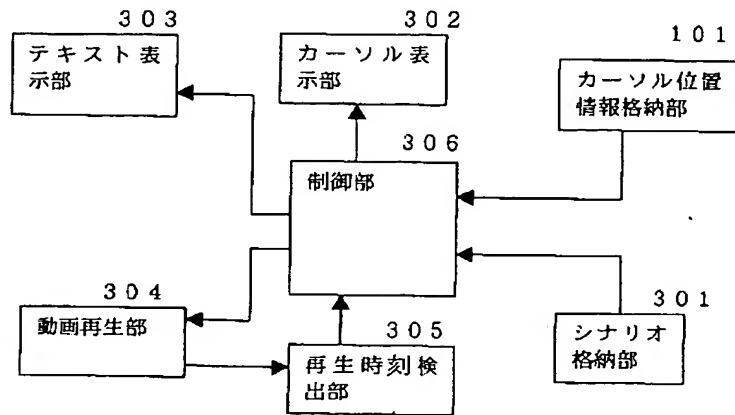 303
テキスト表
示部
302
カーソル表
示部
101
カーソル位置
情報格納部
306
制御部
304
動画再生部
305
再生時刻検
出部
301
シナリオ
格納部